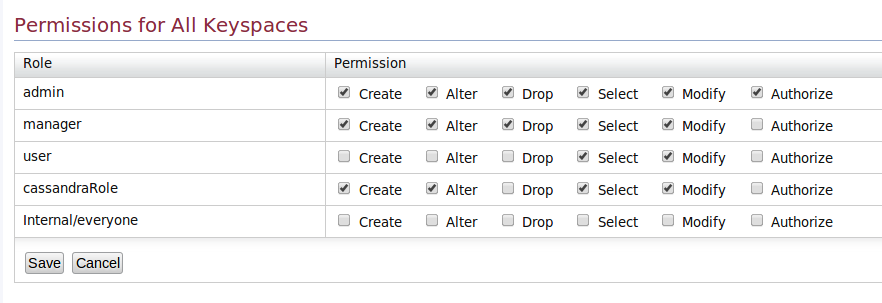 Permissions for All Keyspaces
Role Permission
admin Create Alter Drop Select Modify Authorize
manager Create Alter Drop Select Modify Authorize
user Create Alter Drop Select Modify Authorize
cassandraRole Create Alter Drop Select Modify Authorize
Internal/everyone Create Alter Drop Select Modify Authorize
Save Cancel